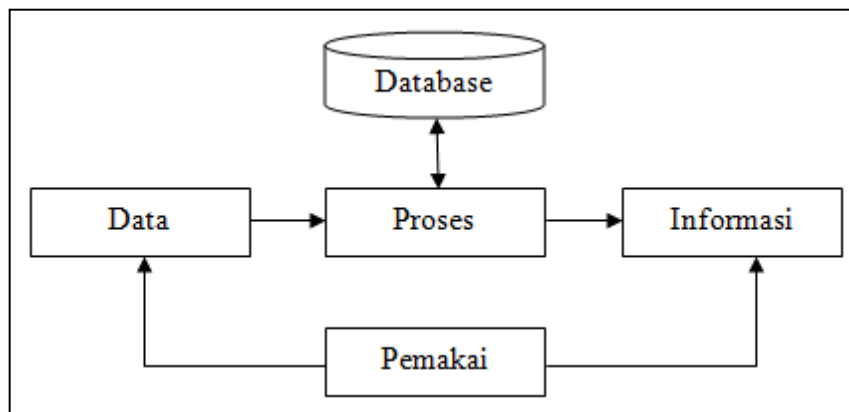 Database
Data
Proses
Informasi
Pemakai